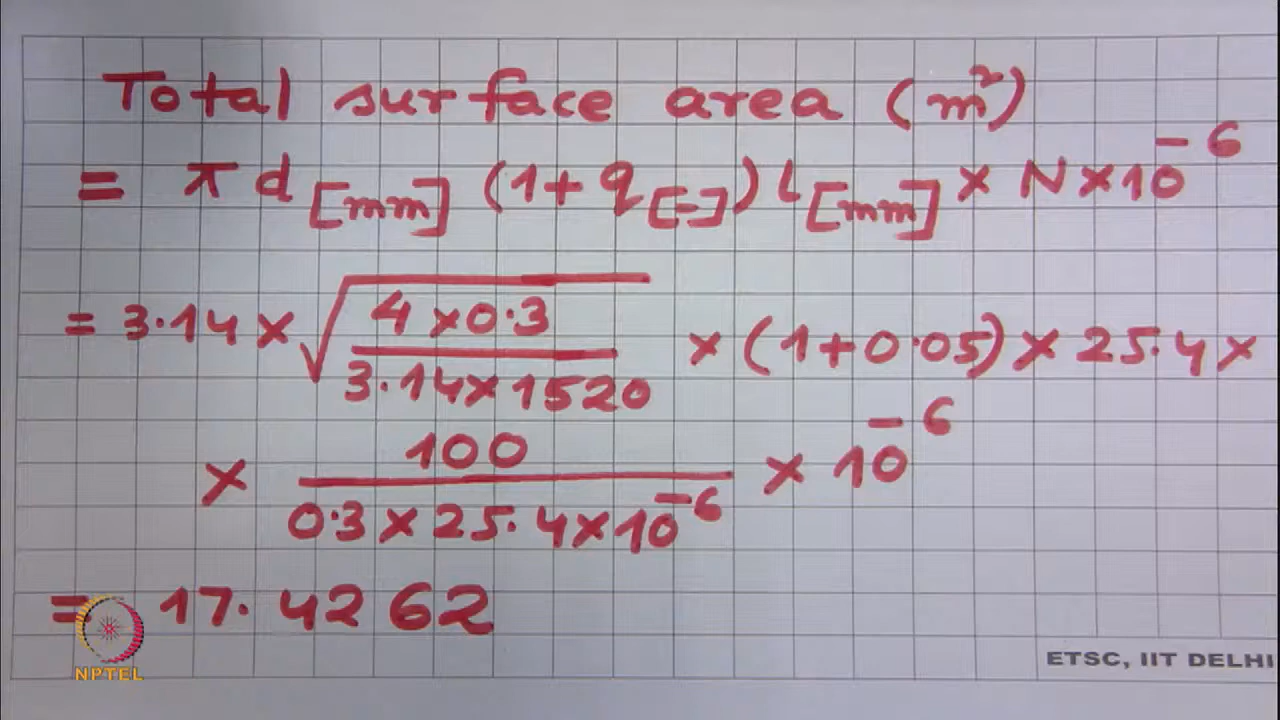 Total surface area (m²)
= π d [mm] (1+q[-]) l [mm] × N×10⁻⁶
= 3.14 × √(4×0.3 / 3.14×1520) × (1+0.05) × 25.4 ×
× 100 / 0.3×25.4×10⁻⁶ × 10⁻⁶
= 17.4262
NPTEL
ETSC, IIT DELHI